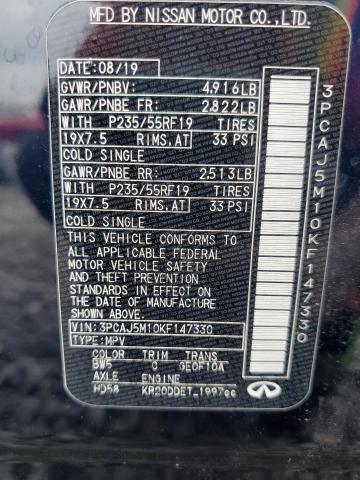 MFD BY NISSAN MOTOR CO.,LTD.
DATE:08/19
GVWR/PNBV: 4,916LB
GAWR/PNBE FR: 2,822LB
WITH P235/55RF19 TIRES
19X7.5 RIMS,AT 33 PSI
COLD SINGLE
GAWR/PNBE RR: 2,513LB
WITH P235/55RF19 TIRES
19X7.5 RIMS,AT 33 PSI
COLD SINGLE
THIS VEHICLE CONFORMS TO
ALL APPLICABLE FEDERAL
MOTOR VEHICLE SAFETY
AND THEFT PREVENTION
STANDARDS IN EFFECT ON
THE DATE OF MANUFACTURE
SHOWN ABOVE.
VIN:3PCAJ5M10KF147330
TYPE:MPV
COLOR TRIM TRANS
BW5 G GE0F10A
AXLE ENGINE
HD58 KR20DDET 1997cc
3PCAJ5M10KF147330